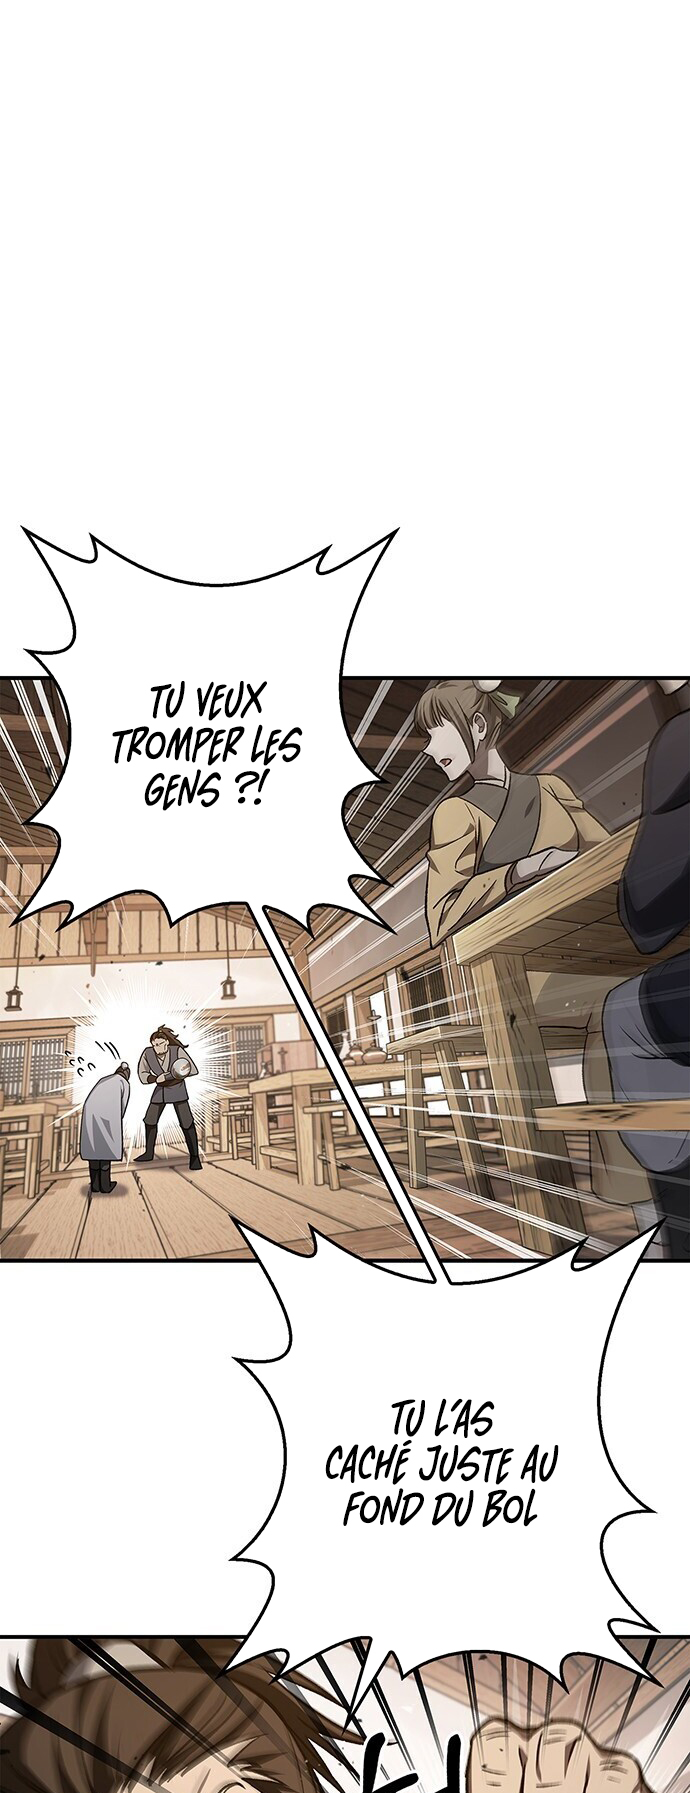 TU VEUX
TROMPER LES
GENS ?!
TU L'AS
CACHÉ JUSTE AU
FOND DU BOL